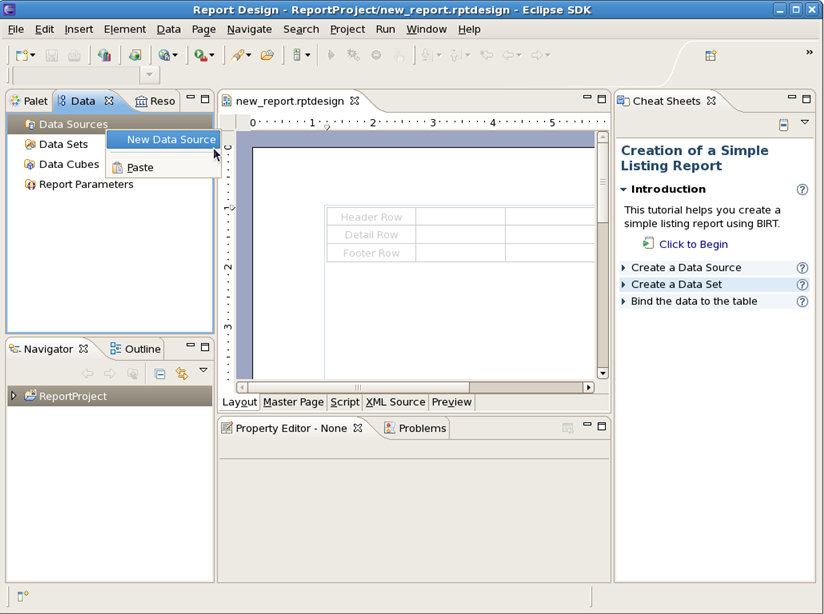 Report Design - ReportProject/new_report.rptdesign - Eclipse SDK
File Edit Insert Element Data Page Navigate Search Project Run Window Help
Palet Data Reso
Data Sources
New Data Source
Data Sets
Data Cubes
Paste
Report Parameters
Navigator Outline
ReportProject
new_report.rptdesign
0 1 2 3 4 5
0
1
2
3
Header Row
Detail Row
Footer Row
Layout Master Page Script XML Source Preview
Property Editor - None Problems
Cheat Sheets
Creation of a Simple
Listing Report
Introduction
This tutorial helps you create a
simple listing report using BIRT.
Click to Begin
Create a Data Source
Create a Data Set
Bind the data to the table